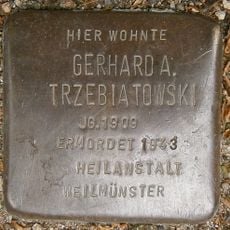 HIER WOHNTE
GERHARD A.
TRZEBIATOWSKI
JG. 1909
ERMORDET 1943
HEILANSTALT
WEILMÜNSTER